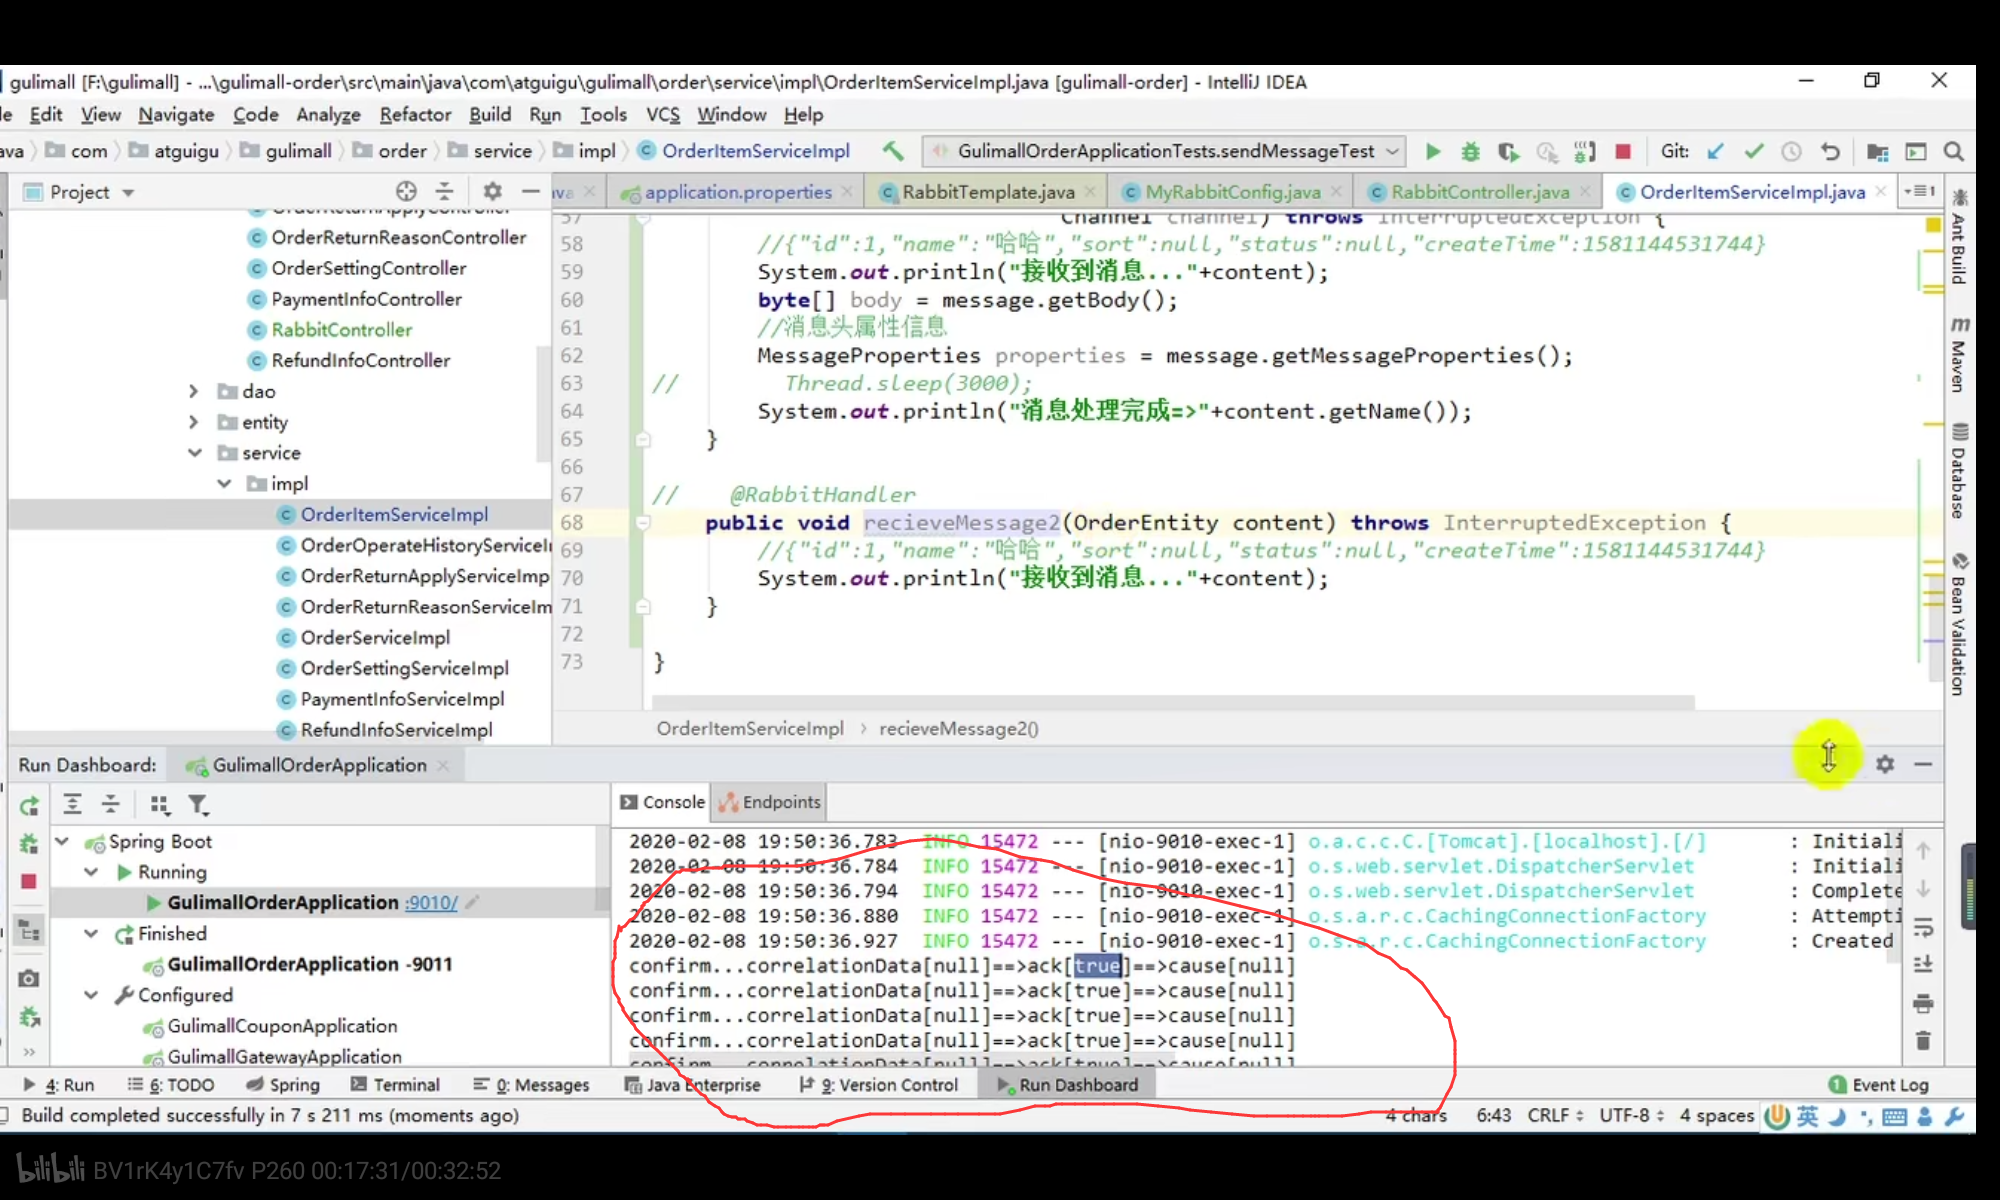 gulimall [F:\gulimall] - ...\gulimall-order\src\main\java\com\atguigu\gulimall\order\service\impl\OrderItemServiceImpl.java [gulimall-order] - IntelliJ IDEA
Edit View Navigate Code Analyze Refactor Build Run Tools VCS Window Help
com atguigu gulimall order service impl OrderItemServiceImpl GulimallOrderApplicationTests.sendMessageTest Git:
Project
application.properties RabbitTemplate.java MyRabbitConfig.java RabbitController.java OrderItemServiceImpl.java
OrderReturnApplyController
OrderReturnReasonController
OrderSettingController
PaymentInfoController
RabbitController
RefundInfoController
dao
entity
service
impl
OrderItemServiceImpl
OrderOperateHistoryServiceI
OrderReturnApplyServiceImp
OrderReturnReasonServiceIm
OrderServiceImpl
OrderSettingServiceImpl
PaymentInfoServiceImpl
RefundInfoServiceImpl
57 Channel channel) throws InterruptedException {
58 //{"id":1,"name":"哈哈","sort":null,"status":null,"createTime":1581144531744}
59 System.out.println("接收到消息..."+content);
60 byte[] body = message.getBody();
61 //消息头属性信息
62 MessageProperties properties = message.getMessageProperties();
63 // Thread.sleep(3000);
64 System.out.println("消息处理完成=>"+content.getName());
65 }
66
67 // @RabbitHandler
68 public void recieveMessage2(OrderEntity content) throws InterruptedException {
69 //{"id":1,"name":"哈哈","sort":null,"status":null,"createTime":1581144531744}
70 System.out.println("接收到消息..."+content);
71 }
72
73 }
OrderItemServiceImpl › recieveMessage2()
Ant Build
Maven
Database
Bean Validation
Run Dashboard: GulimallOrderApplication
Spring Boot
Running
GulimallOrderApplication :9010/
Finished
GulimallOrderApplication -9011
Configured
GulimallCouponApplication
GulimallGatewayApplication
Console Endpoints
2020-02-08 19:50:36.783 INFO 15472 --- [nio-9010-exec-1] o.a.c.c.C.[Tomcat].[localhost].[/] : Initiali
2020-02-08 19:50:36.784 INFO 15472 --- [nio-9010-exec-1] o.s.web.servlet.DispatcherServlet : Initiali
2020-02-08 19:50:36.794 INFO 15472 --- [nio-9010-exec-1] o.s.web.servlet.DispatcherServlet : Complete
2020-02-08 19:50:36.880 INFO 15472 --- [nio-9010-exec-1] o.s.a.r.c.CachingConnectionFactory : Attempti
2020-02-08 19:50:36.927 INFO 15472 --- [nio-9010-exec-1] o.s.a.r.c.CachingConnectionFactory : Created
confirm...correlationData[null]==>ack[true]==>cause[null]
confirm...correlationData[null]==>ack[true]==>cause[null]
confirm...correlationData[null]==>ack[true]==>cause[null]
confirm...correlationData[null]==>ack[true]==>cause[null]
confirm...correlationData[null]==>ack[true]==>cause[null]
4: Run 6: TODO Spring Terminal 0: Messages Java Enterprise 9: Version Control Run Dashboard 1 Event Log
Build completed successfully in 7 s 211 ms (moments ago) 4 chars 6:43 CRLF UTF-8 4 spaces 英
bilibili BV1rK4y1C7fv P260 00:17:31/00:32:52